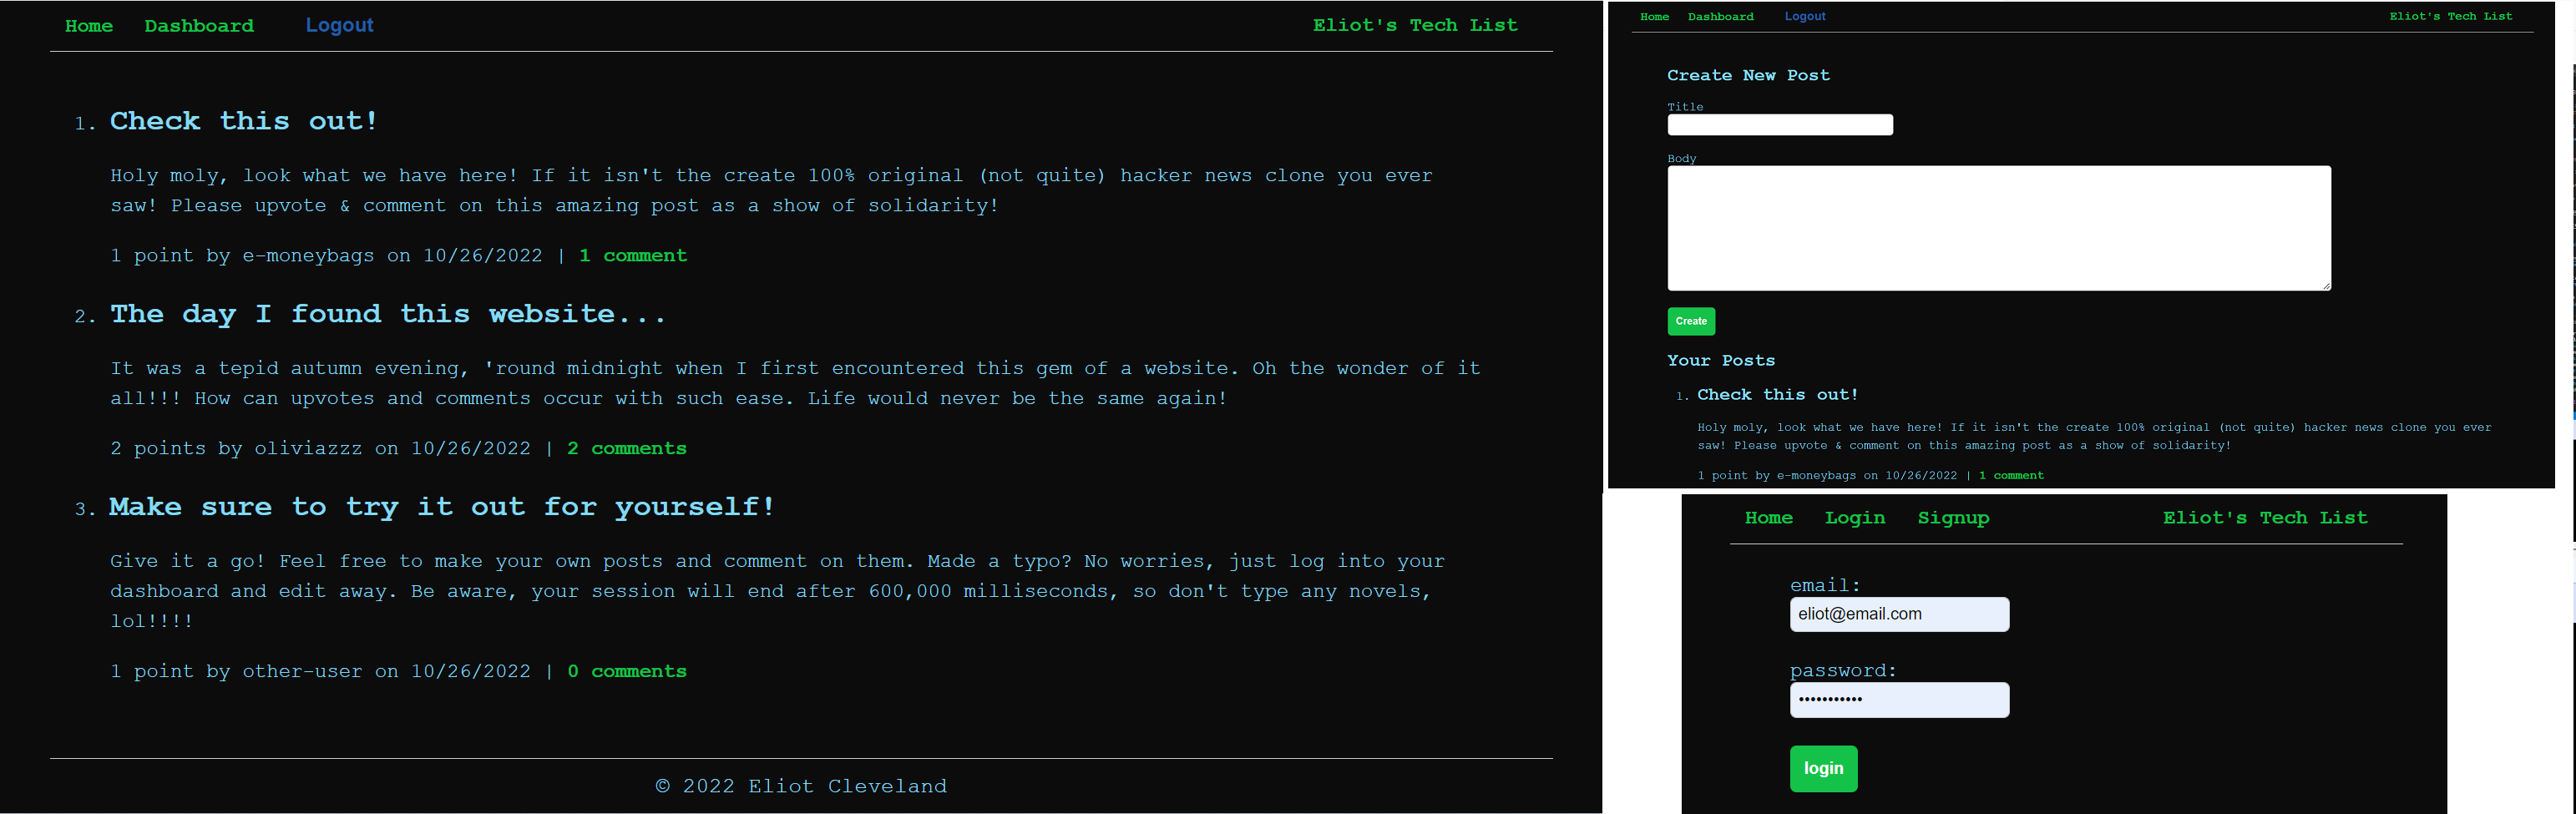 Home Dashboard Logout Eliot's Tech List
1. Check this out!
Holy moly, look what we have here! If it isn't the create 100% original (not quite) hacker news clone you ever
saw! Please upvote & comment on this amazing post as a show of solidarity!
1 point by e-moneybags on 10/26/2022 | 1 comment
2. The day I found this website...
It was a tepid autumn evening, 'round midnight when I first encountered this gem of a website. Oh the wonder of it
all!!! How can upvotes and comments occur with such ease. Life would never be the same again!
2 points by oliviazzz on 10/26/2022 | 2 comments
3. Make sure to try it out for yourself!
Give it a go! Feel free to make your own posts and comment on them. Made a typo? No worries, just log into your
dashboard and edit away. Be aware, your session will end after 600,000 milliseconds, so don't type any novels,
lol!!!!
1 point by other-user on 10/26/2022 | 0 comments
© 2022 Eliot Cleveland
Home Dashboard Logout Eliot's Tech List
Create New Post
Title
Body
Create
Your Posts
1. Check this out!
Holy moly, look what we have here! If it isn't the create 100% original (not quite) hacker news clone you ever
saw! Please upvote & comment on this amazing post as a show of solidarity!
1 point by e-moneybags on 10/26/2022 | 1 comment
Home Login Signup Eliot's Tech List
email:
eliot@email.com
password:
•••••••••••
login